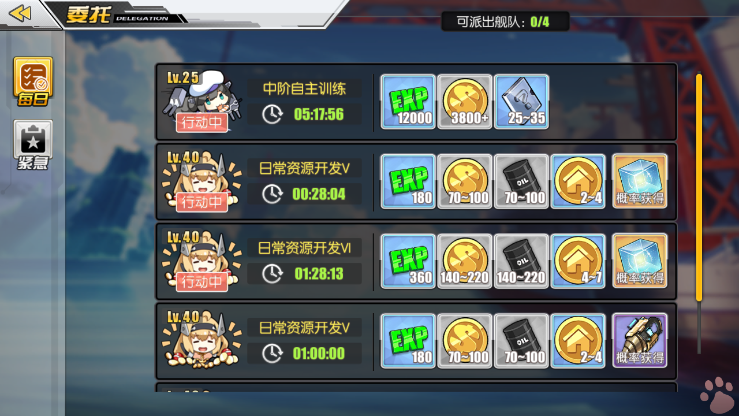 委托 DELEGATION
可派出舰队: 0/4
每日
紧急
Lv.25
行动中
中阶自主训练
05:17:56
EXP 12000
3800+
25~35
Lv.40
行动中
日常资源开发V
00:28:04
EXP 180
70~100
OIL 70~100
2~4
概率获得
Lv.40
行动中
日常资源开发VI
01:28:13
EXP 360
140~220
OIL 140~220
4~7
概率获得
Lv.40
日常资源开发V
01:00:00
EXP 180
70~100
OIL 70~100
2~4
概率获得